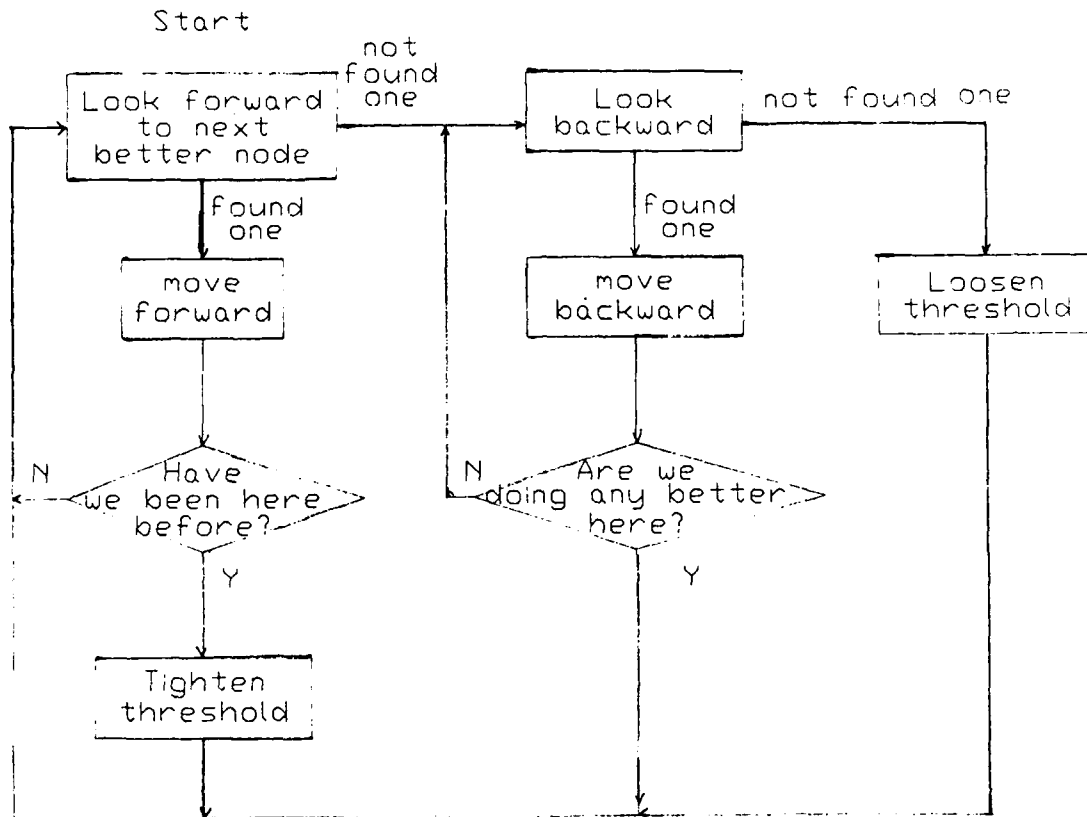 Start
Look forward
to next
better node
not
found
one
Look
backward
not found one
found
one
found
one
move
forward
move
backward
Loosen
threshold
N
Have
we been here
before?
Y
N
Are we
doing any better
here?
Y
Tighten
threshold